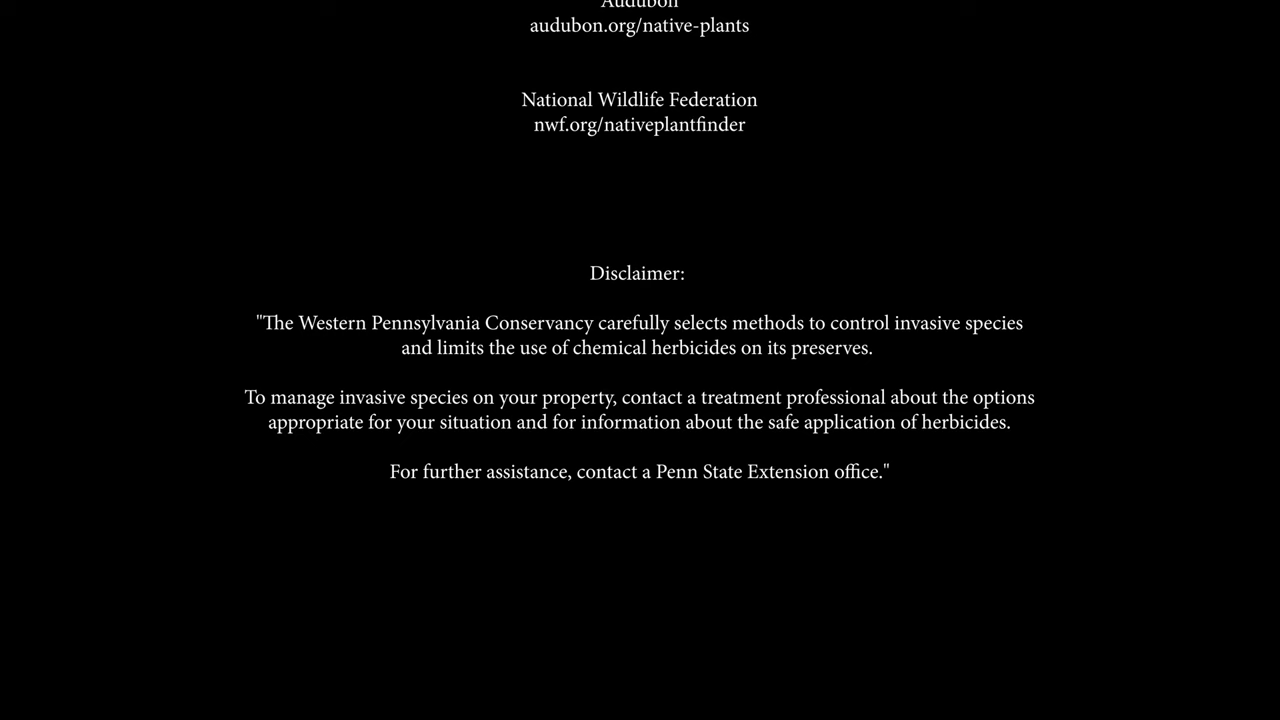 Audubon
audubon.org/native-plants
National Wildlife Federation
nwf.org/nativeplantfinder
Disclaimer:
"The Western Pennsylvania Conservancy carefully selects methods to control invasive species
and limits the use of chemical herbicides on its preserves.
To manage invasive species on your property, contact a treatment professional about the options
appropriate for your situation and for information about the safe application of herbicides.
For further assistance, contact a Penn State Extension office."